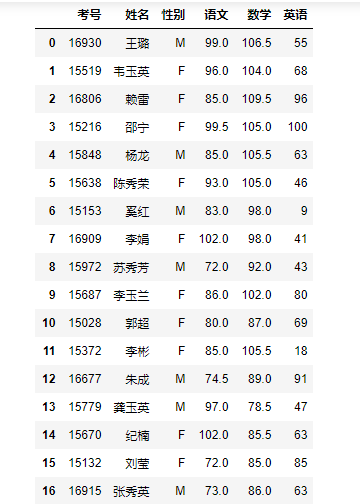 考号 姓名 性别 语文 数学 英语
0 16930 王璐 M 99.0 106.5 55
1 15519 韦玉英 F 96.0 104.0 68
2 16806 赖雷 F 85.0 109.5 96
3 15216 邵宁 F 99.5 105.0 100
4 15848 杨龙 M 85.0 105.5 63
5 15638 陈秀荣 F 93.0 105.0 46
6 15153 奚红 M 83.0 98.0 9
7 16909 李娟 F 102.0 98.0 41
8 15972 苏秀芳 M 72.0 92.0 43
9 15687 李玉兰 F 86.0 102.0 80
10 15028 郭超 F 80.0 87.0 69
11 15372 李彬 F 85.0 105.5 18
12 16677 朱成 M 74.5 89.0 91
13 15779 龚玉英 M 97.0 78.5 47
14 15670 纪楠 F 102.0 85.5 63
15 15132 刘莹 F 72.0 85.0 85
16 16915 张秀英 M 73.0 86.0 63